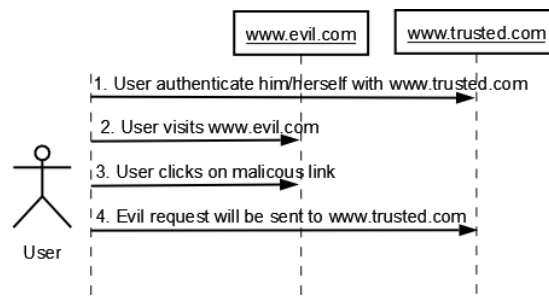 www.evil.com
www.trusted.com
1. User authenticate him/herself with www.trusted.com
2. User visits www.evil.com
3. User clicks on malicous link
4. Evil request will be sent to www.trusted.com
User